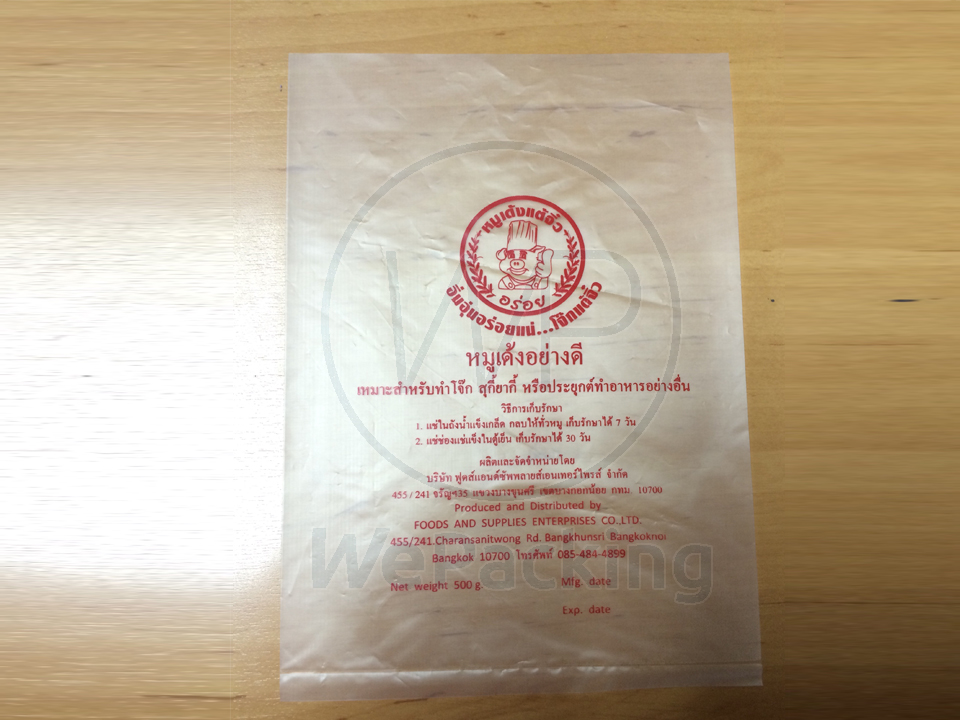 หมูเด้งแต้จิ๋ว
อร่อย
อิ่มอุ่นอร่อยแน่...โจ๊กแต้จิ๋ว
หมูเด้งอย่างดี
เหมาะสำหรับทำโจ๊ก สุกี้ยากี้ หรือประยุกต์ทำอาหารอย่างอื่น
วิธีการเก็บรักษา
1. แช่ในถังน้ำแข็งเกล็ด กลบให้ทั่วหมู เก็บรักษาได้ 7 วัน
2. แช่ช่องแช่แข็งในตู้เย็น เก็บรักษาได้ 30 วัน
ผลิตและจัดจำหน่ายโดย
บริษัท ฟูดส์แอนด์ซัพพลายส์เอนเทอร์ไพรส์ จำกัด
455/241 จรัญฯ35 แขวงบางขุนศรี เขตบางกอกน้อย กทม. 10700
Produced and Distributed by
FOODS AND SUPPLIES ENTERPRISES CO.,LTD.
455/241.Charansanitwong Rd. Bangkhunsri Bangkoknoi
Bangkok 10700 โทรศัพท์ 085-484-4899
Net weight 500 g.
Mfg. date
Exp. date
WP
WePacking